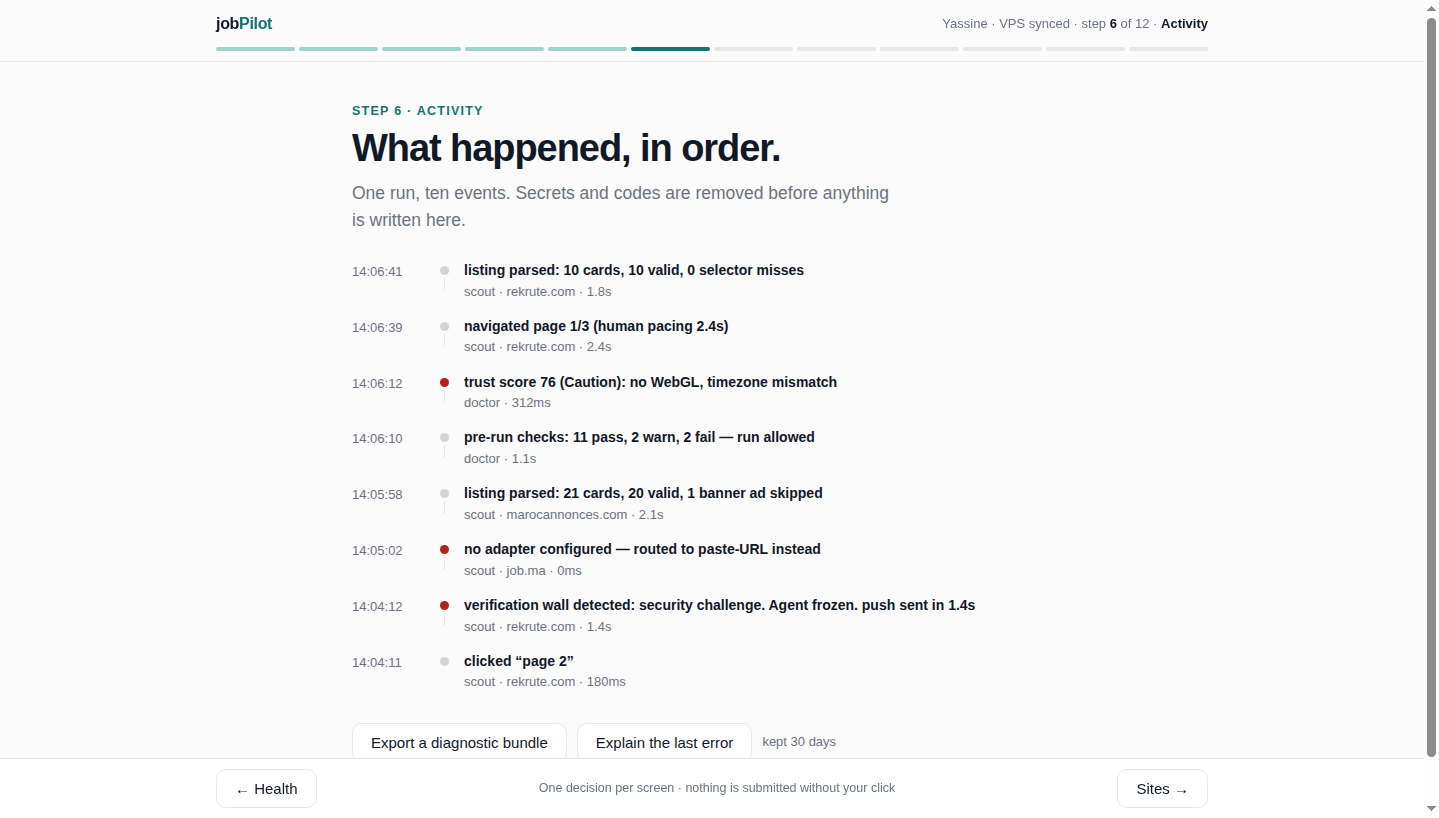 jobPilot
Yassine · VPS synced · step 6 of 12 · Activity
STEP 6 · ACTIVITY
What happened, in order.
One run, ten events. Secrets and codes are removed before anything
is written here.
14:06:41
listing parsed: 10 cards, 10 valid, 0 selector misses
scout · rekrute.com · 1.8s
14:06:39
navigated page 1/3 (human pacing 2.4s)
scout · rekrute.com · 2.4s
14:06:12
trust score 76 (Caution): no WebGL, timezone mismatch
doctor · 312ms
14:06:10
pre-run checks: 11 pass, 2 warn, 2 fail — run allowed
doctor · 1.1s
14:05:58
listing parsed: 21 cards, 20 valid, 1 banner ad skipped
scout · marocannonces.com · 2.1s
14:05:02
no adapter configured — routed to paste-URL instead
scout · job.ma · 0ms
14:04:12
verification wall detected: security challenge. Agent frozen. push sent in 1.4s
scout · rekrute.com · 1.4s
14:04:11
clicked “page 2”
scout · rekrute.com · 180ms
Export a diagnostic bundle
Explain the last error
kept 30 days
← Health
One decision per screen · nothing is submitted without your click
Sites →